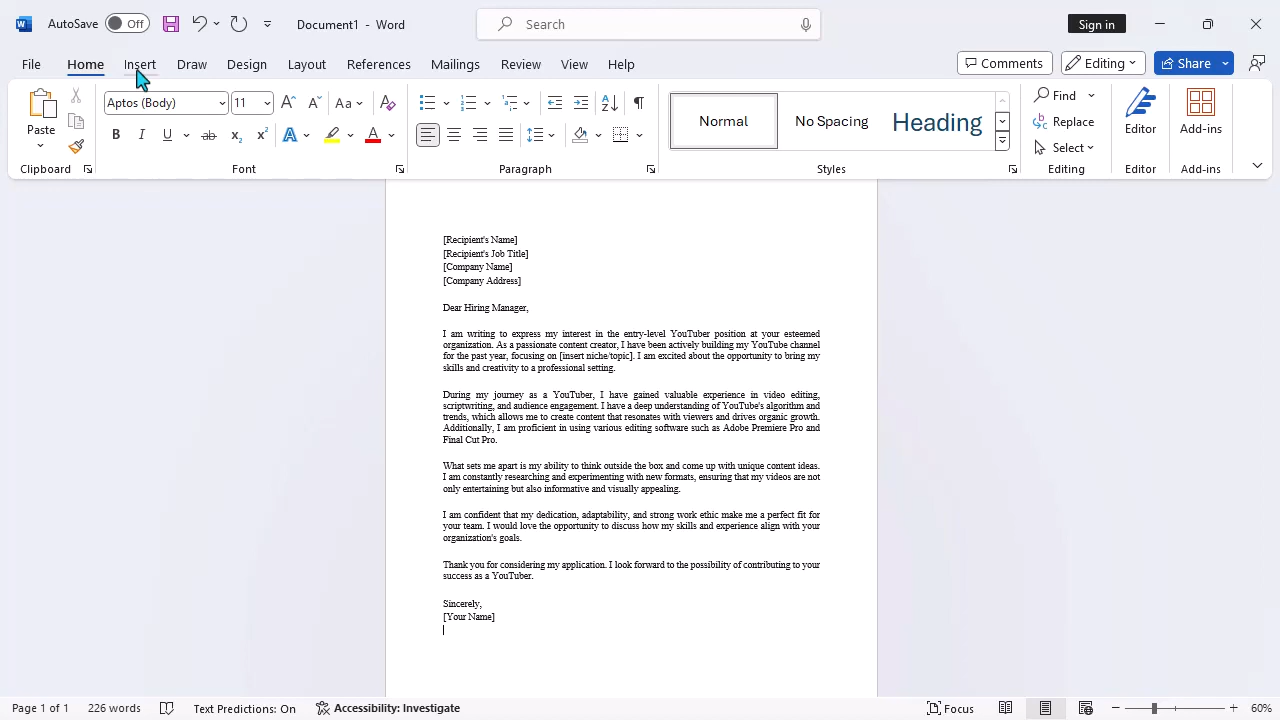 AutoSave Off Document1 - Word Search Sign in
File Home Insert Draw Design Layout References Mailings Review View Help Comments Editing Share
Aptos (Body) 11 Aa Find
Paste Normal No Spacing Heading Replace Editor Add-ins
B I U ab x₂ x² A A Select
Clipboard Font Paragraph Styles Editing Editor Add-ins
[Recipient's Name]
[Recipient's Job Title]
[Company Name]
[Company Address]
Dear Hiring Manager,
I am writing to express my interest in the entry-level YouTuber position at your esteemed
organization. As a passionate content creator, I have been actively building my YouTube channel
for the past year, focusing on [insert niche/topic]. I am excited about the opportunity to bring my
skills and creativity to a professional setting.
During my journey as a YouTuber, I have gained valuable experience in video editing,
scriptwriting, and audience engagement. I have a deep understanding of YouTube's algorithm and
trends, which allows me to create content that resonates with viewers and drives organic growth.
Additionally, I am proficient in using various editing software such as Adobe Premiere Pro and
Final Cut Pro.
What sets me apart is my ability to think outside the box and come up with unique content ideas.
I am constantly researching and experimenting with new formats, ensuring that my videos are not
only entertaining but also informative and visually appealing.
I am confident that my dedication, adaptability, and strong work ethic make me a perfect fit for
your team. I would love the opportunity to discuss how my skills and experience align with your
organization's goals.
Thank you for considering my application. I look forward to the possibility of contributing to your
success as a YouTuber.
Sincerely,
[Your Name]
Page 1 of 1 226 words Text Predictions: On Accessibility: Investigate Focus 60%